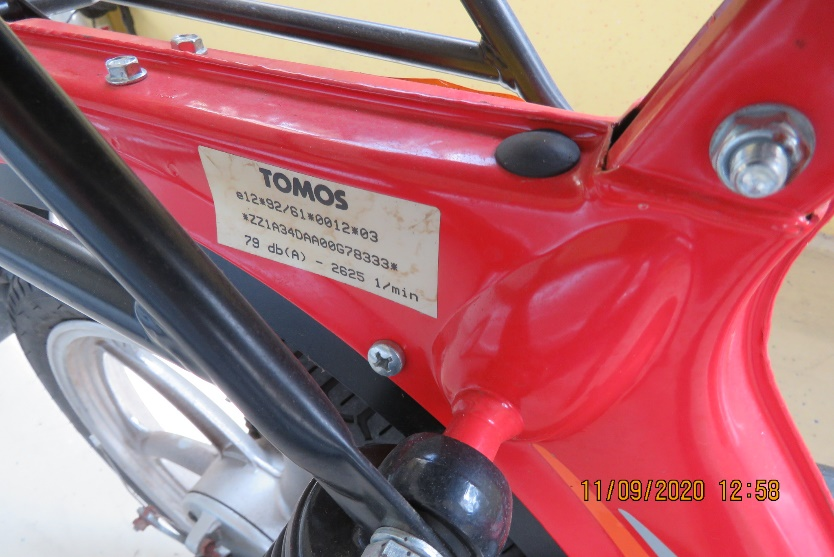 TOMOS
e12*92/61*0012*03
*ZZ1A34DAA00G78333*
79 db(A) - 2625 1/min
11/09/2020 12:58